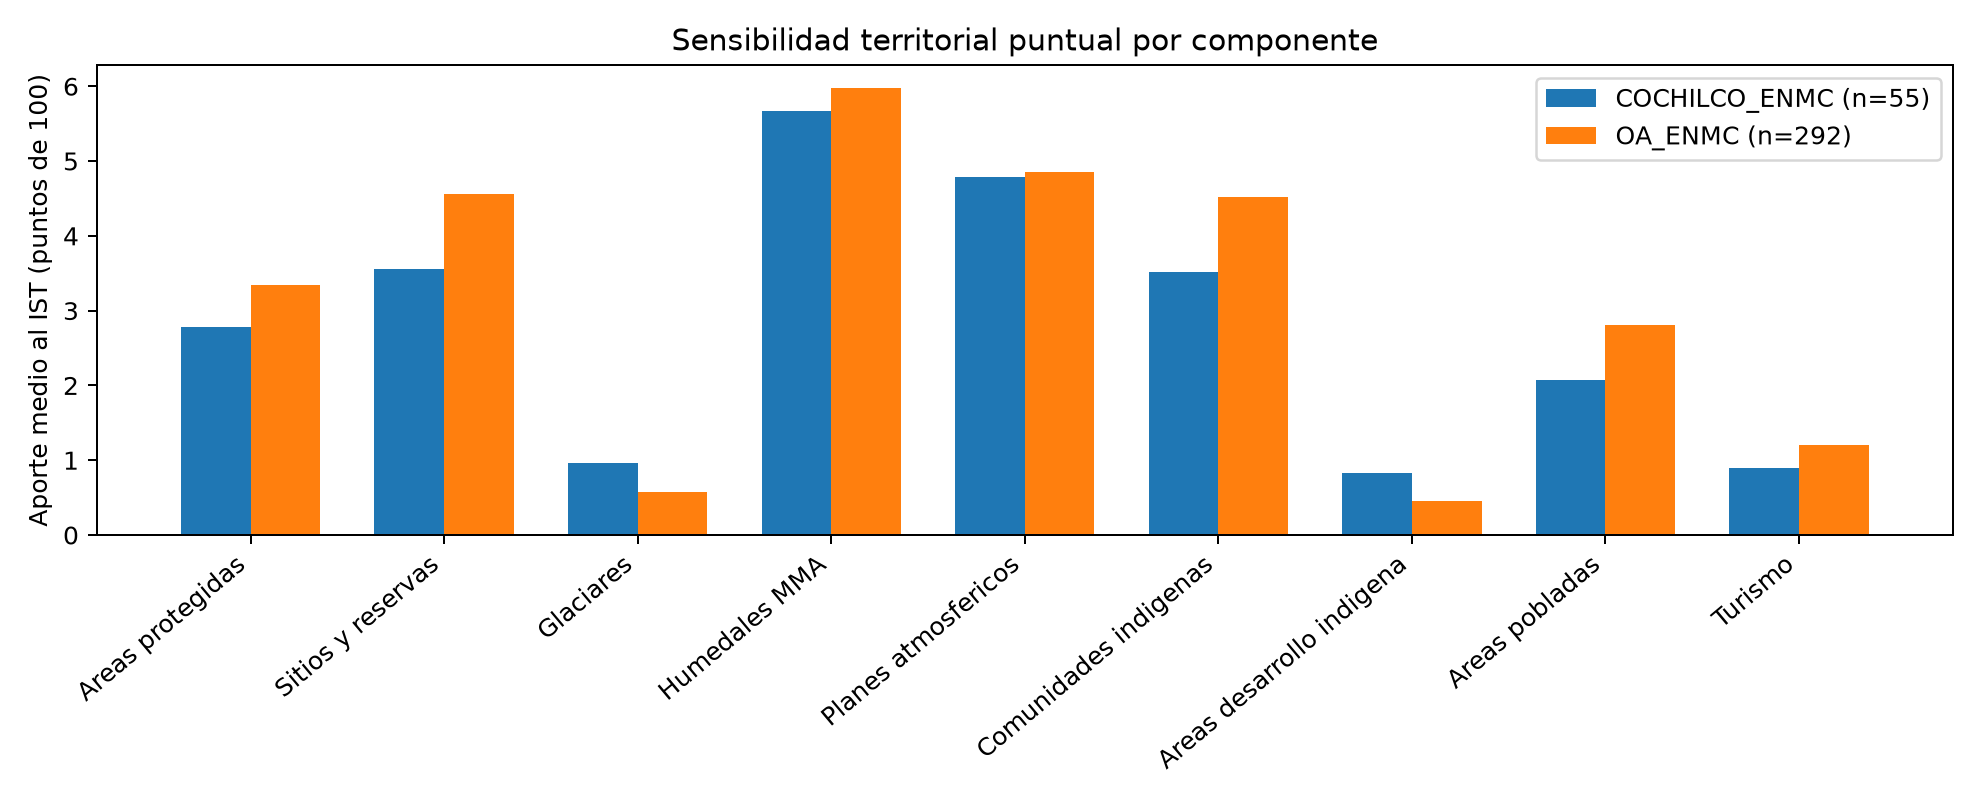 Sensibilidad territorial puntual por componente
Aporte medio al IST (puntos de 100)
6
5
4
3
2
1
0
COCHILCO_ENMC (n=55)
OA_ENMC (n=292)
Areas protegidas
Sitios y reservas
Glaciares
Humedales MMA
Planes atmosfericos
Comunidades indigenas
Areas desarrollo indigena
Areas pobladas
Turismo